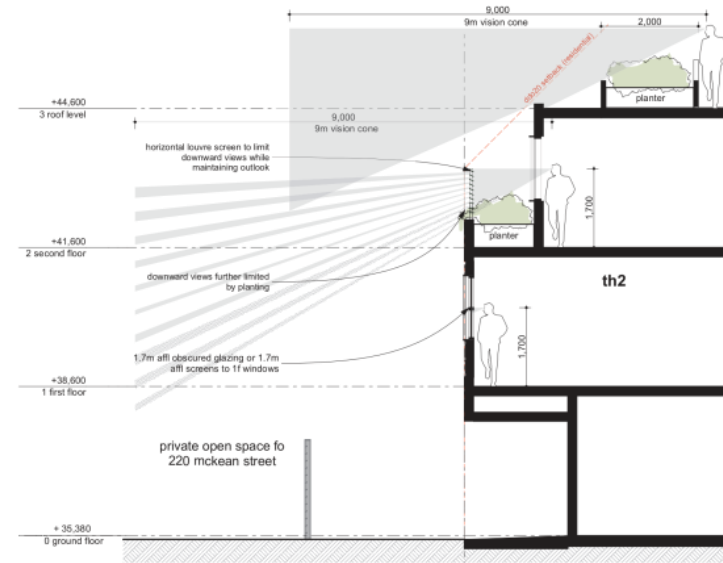 9,000
9m vision cone
2,000
ddo20 setback (residential)
planter
+44,600
3 roof level
9,000
9m vision cone
horizontal louvre screen to limit
downward views while
maintaining outlook
1,700
planter
+41,600
2 second floor
downward views further limited
by planting
th2
1,700
1.7m affl obscured glazing or 1.7m
affl screens to 1f windows
+38,600
1 first floor
private open space fo
220 mckean street
+ 35,380
0 ground floor